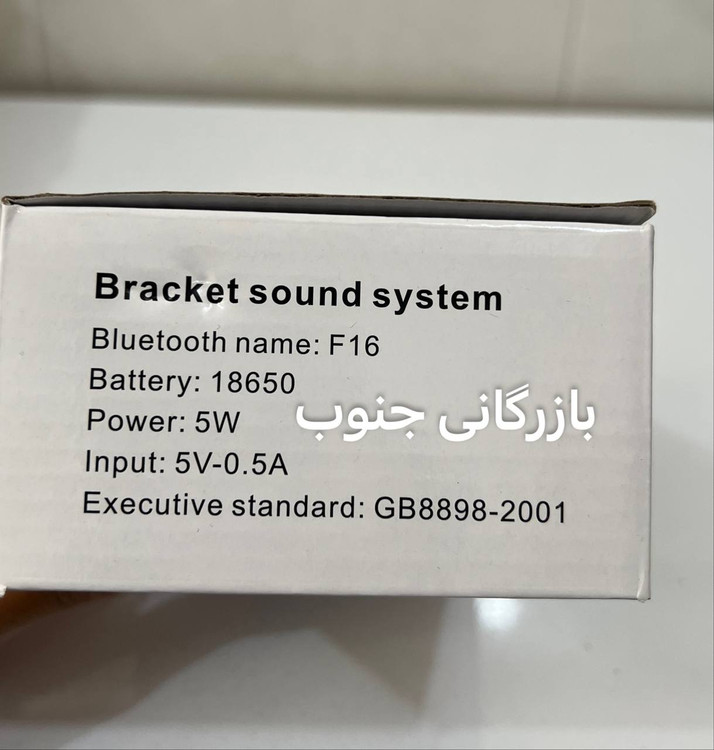 Bracket sound system
Bluetooth name: F16
Battery: 18650
Power: 5W
بازرگانی جنوب
Input: 5V-0.5A
Executive standard: GB8898-2001